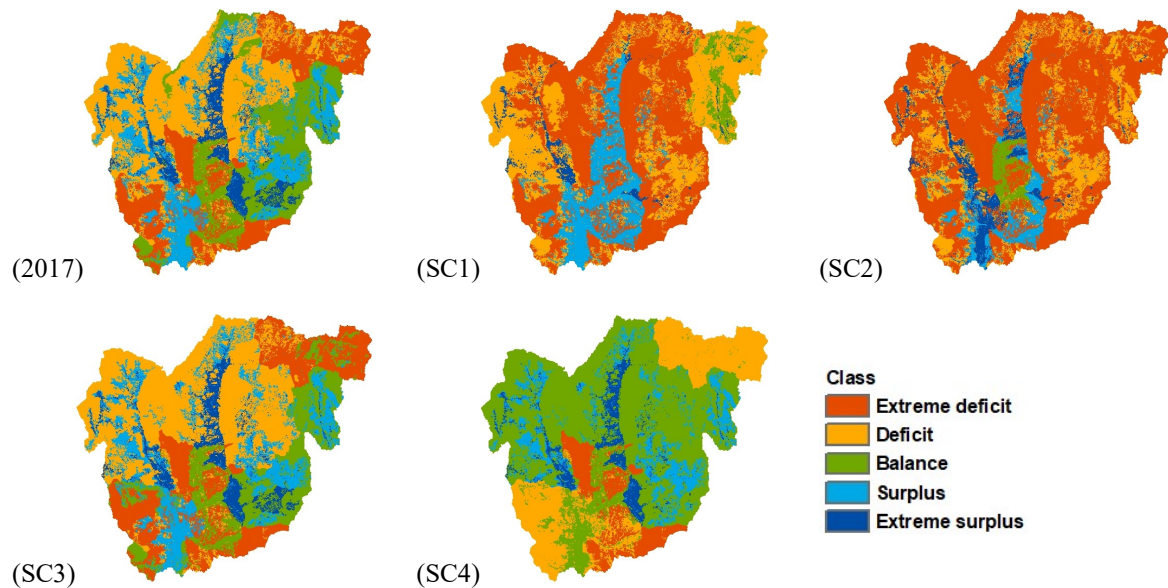 (2017)
(SC1)
(SC2)
(SC3)
(SC4)
Class
Extreme deficit
Deficit
Balance
Surplus
Extreme surplus